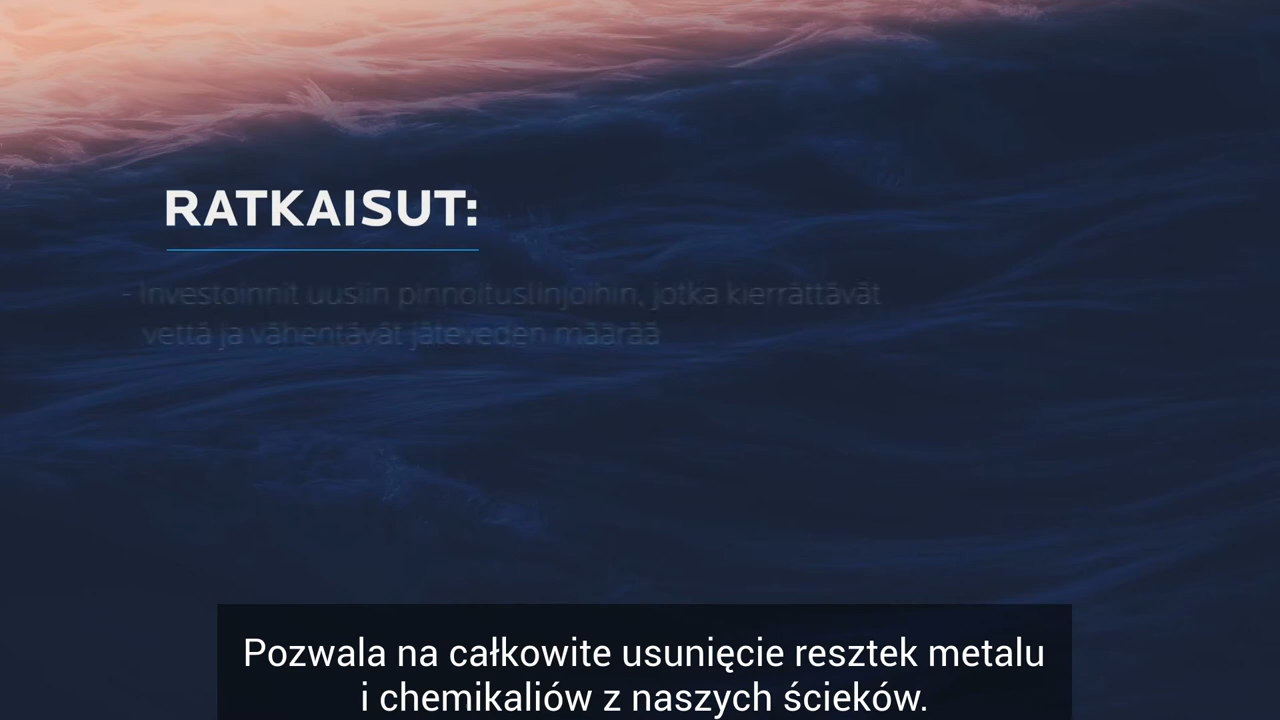 RATKAISUT:
- Investoinnit uusiin pinnoituslinjoihin, jotka kierrättävät
vettä ja vähentävät jäteveden määrää
Pozwala na całkowite usunięcie resztek metalu
i chemikaliów z naszych ścieków.